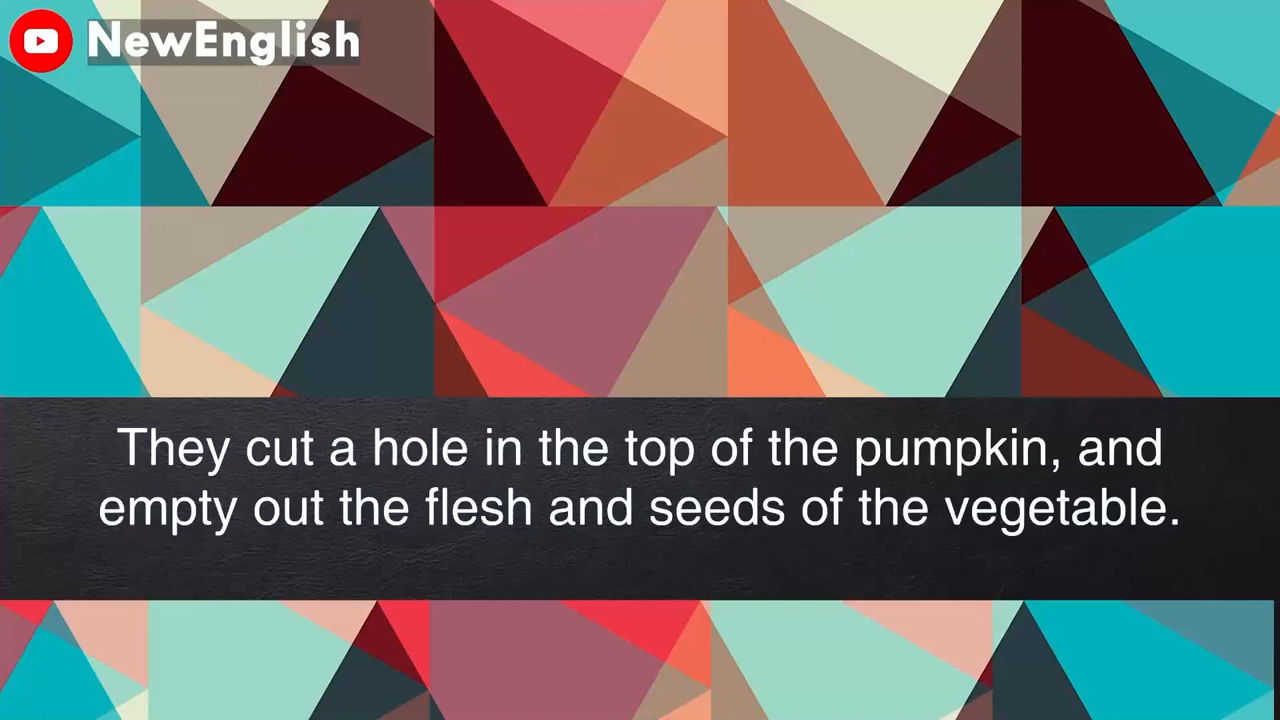 NewEnglish
They cut a hole in the top of the pumpkin, and
empty out the flesh and seeds of the vegetable.